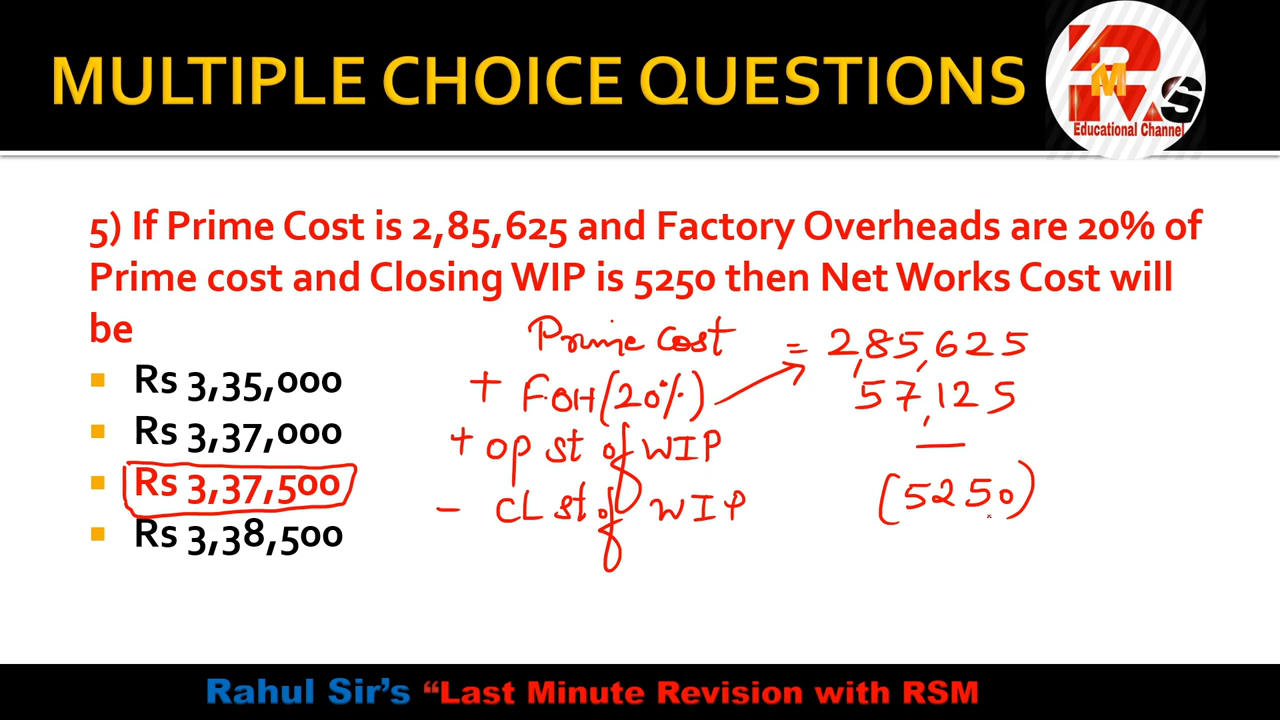 MULTIPLE CHOICE QUESTIONS
RMS
Educational Channel
5) If Prime Cost is 2,85,625 and Factory Overheads are 20% of
Prime cost and Closing WIP is 5250 then Net Works Cost will
be
Prime Cost = 2,85,625
Rs 3,35,000
+ FOH (20%) 57,125
Rs 3,37,000
+ OP st of WIP —
Rs 3,37,500
- CL st of WIP (5250)
Rs 3,38,500
Rahul Sir's “Last Minute Revision with RSM